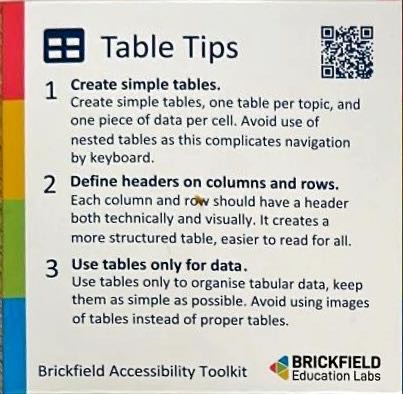 Table Tips
1 Create simple tables.
Create simple tables, one table per topic, and
one piece of data per cell. Avoid use of
nested tables as this complicates navigation
by keyboard.
2 Define headers on columns and rows.
Each column and row should have a header
both technically and visually. It creates a
more structured table, easier to read for all.
3 Use tables only for data.
Use tables only to organise tabular data, keep
them as simple as possible. Avoid using images
of tables instead of proper tables.
Brickfield Accessibility Toolkit
BRICKFIELD
Education Labs